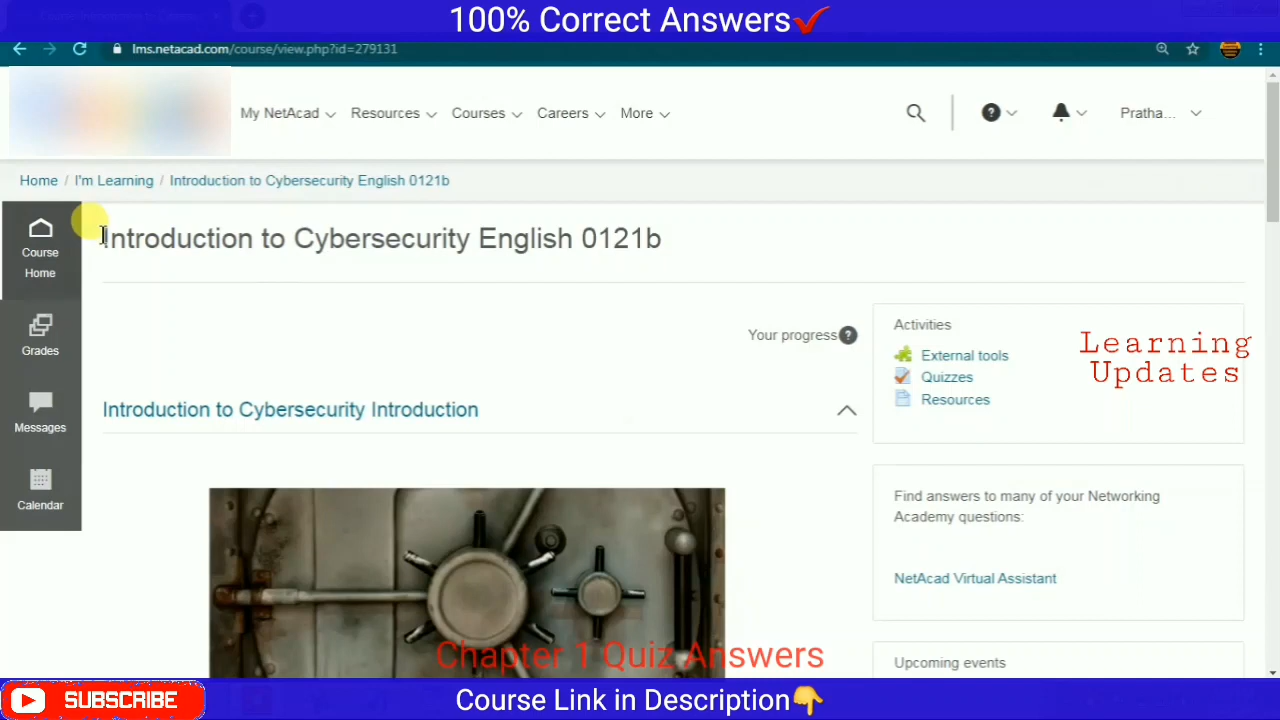 100% Correct Answers
lms.netacad.com/course/view.php?id=279131
My NetAcad
Resources
Courses
Careers
More
Pratha...
Home / I'm Learning / Introduction to Cybersecurity English 0121b
Course
Home
Introduction to Cybersecurity English 0121b
Grades
Messages
Calendar
Your progress
Introduction to Cybersecurity Introduction
Activities
External tools
Quizzes
Resources
Learning
Updates
Find answers to many of your Networking
Academy questions:
NetAcad Virtual Assistant
Upcoming events
Chapter 1 Quiz Answers
SUBSCRIBE
Course Link in Description